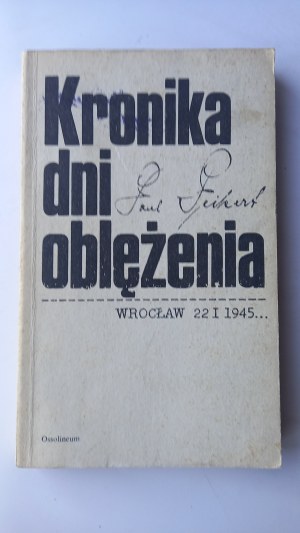 Kronika
dni
Paul Peikert
oblężenia
WROCŁAW 22 I 1945...
Ossolineum